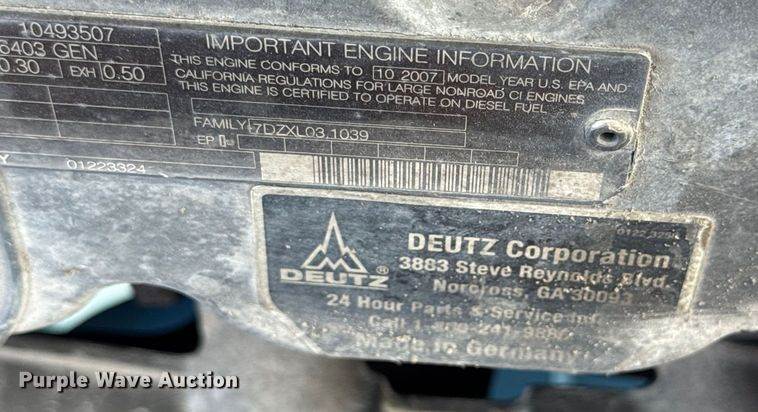 10493507
6403 GEN
0.30 EXH 0.50
IMPORTANT ENGINE INFORMATION
THIS ENGINE CONFORMS TO 10 2007 MODEL YEAR U.S. EPA AND
CALIFORNIA REGULATIONS FOR LARGE NONROAD CI ENGINES
THIS ENGINE IS CERTIFIED TO OPERATE ON DIESEL FUEL.
FAMILY 7DZXL03.1039
EP
Y 01223324
DEUTZ®
DEUTZ Corporation
3883 Steve Reynolds Blvd.
Norcross, GA 30093
24 Hour Parts & Service Inf.
Call 1
Made in Germany
Purple Wave Auction